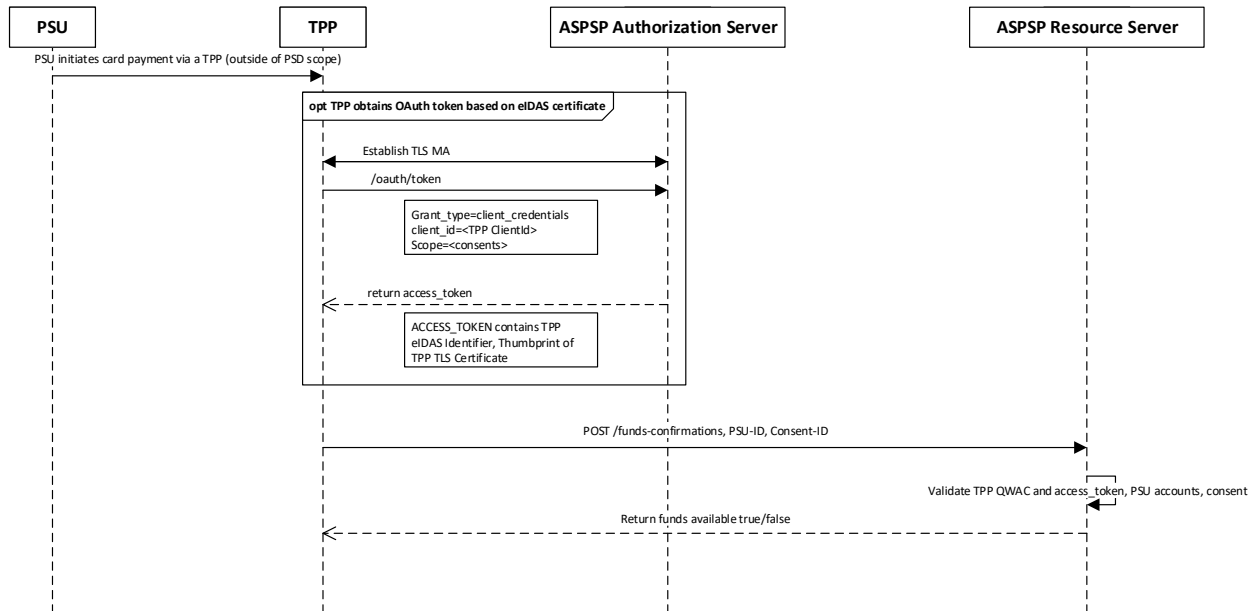 PSU
TPP
ASPSP Authorization Server
ASPSP Resource Server
PSU initiates card payment via a TPP (outside of PSD scope)
opt TPP obtains OAuth token based on eIDAS certificate
Establish TLS MA
/oauth/token
Grant_type=client_credentials
client_id=<TPP ClientId>
Scope=<consents>
return access_token
ACCESS_TOKEN contains TPP
eIDAS Identifier, Thumbprint of
TPP TLS Certificate
POST /funds-confirmations, PSU-ID, Consent-ID
Validate TPP QWAC and access_token, PSU accounts, consent
Return funds available true/false